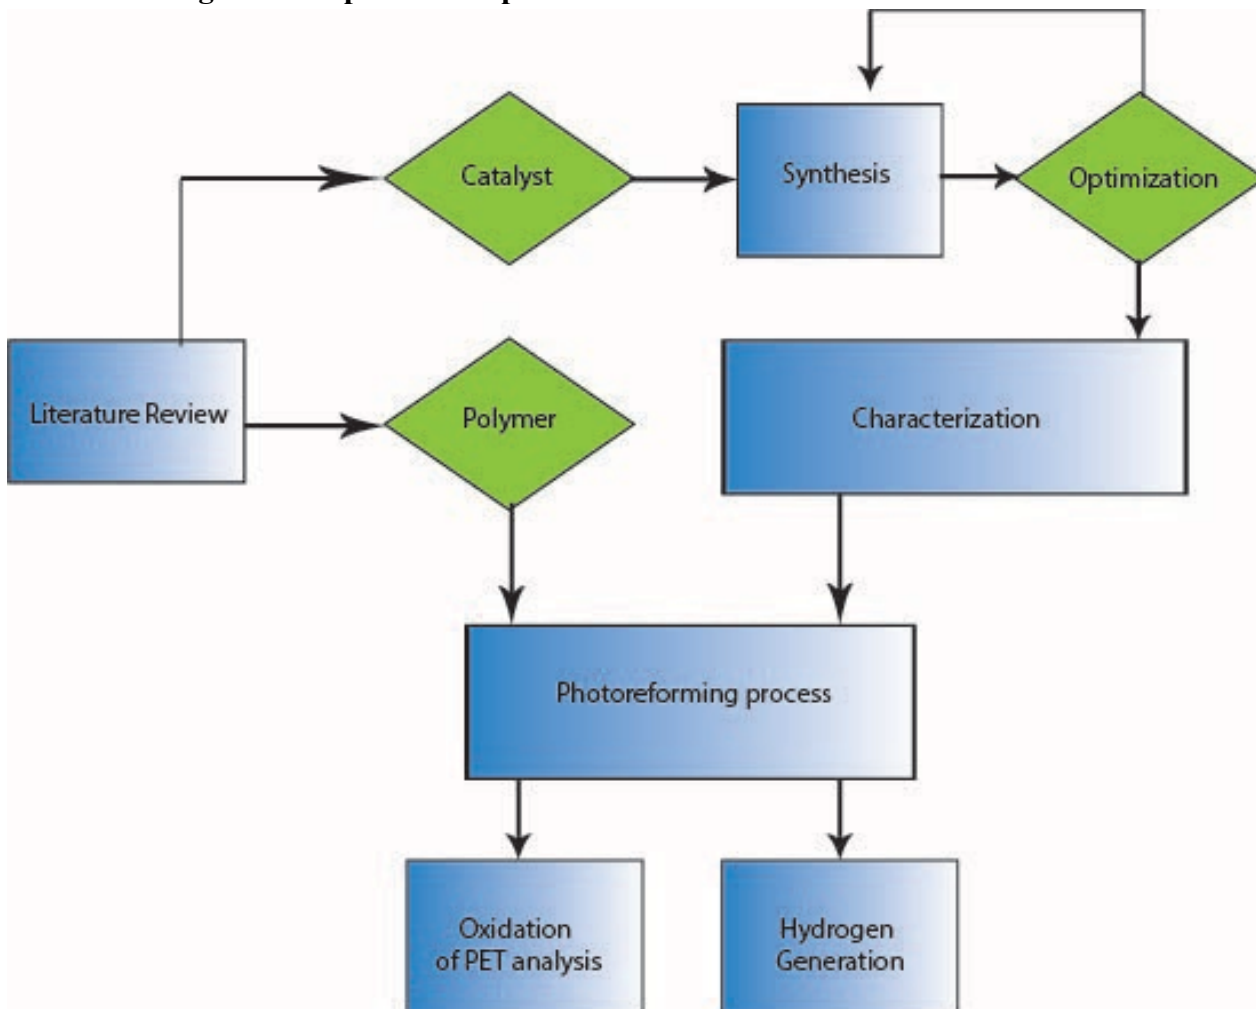 Catalyst
Synthesis
Optimization
Literature Review
Polymer
Characterization
Photoreforming process
Oxidation
of PET analysis
Hydrogen
Generation